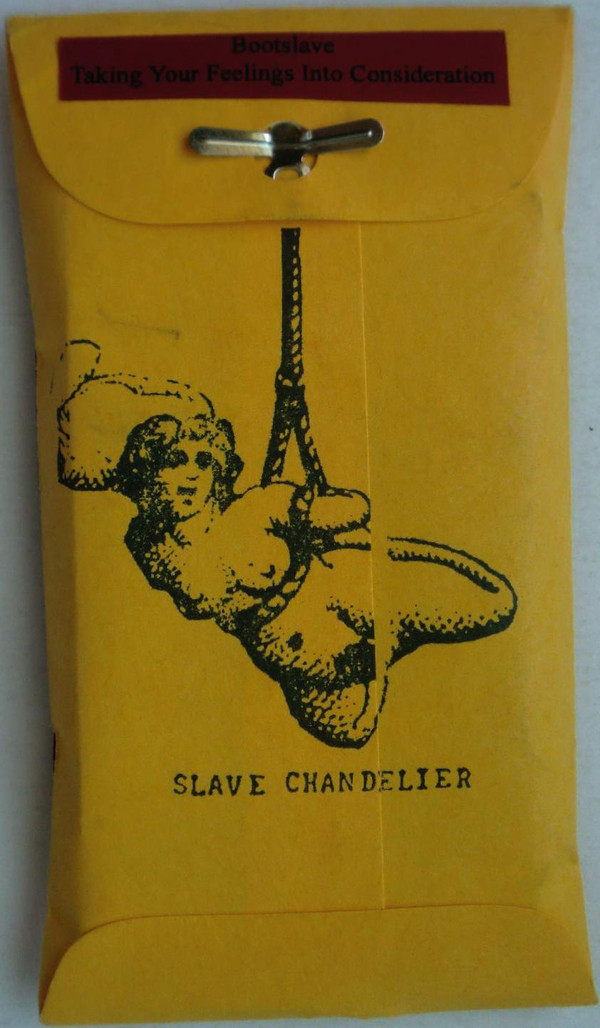 Bootslave
Taking Your Feelings Into Consideration
SLAVE CHANDELIER